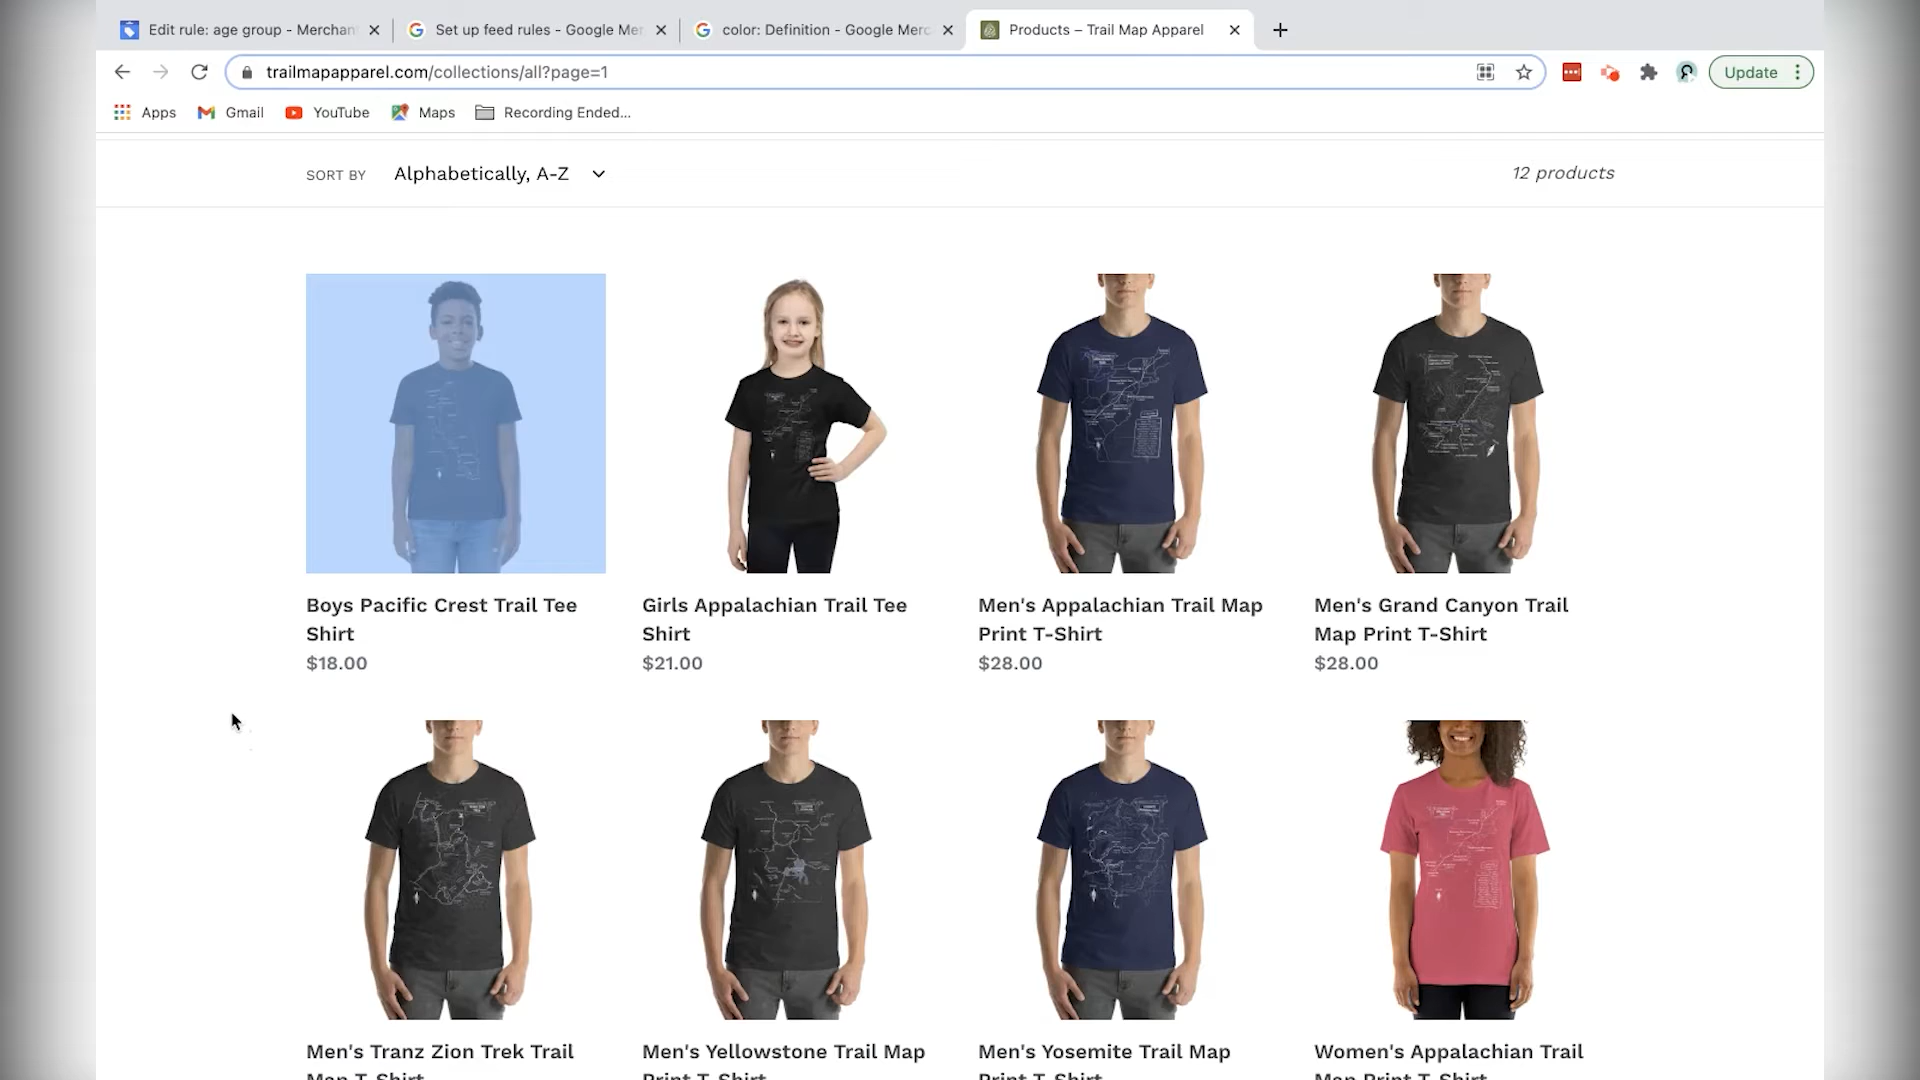 Edit rule: age group - Merchan
Set up feed rules - Google Mer
color: Definition - Google Merc
Products – Trail Map Apparel
trailmapapparel.com/collections/all?page=1
Update
Apps
Gmail
YouTube
Maps
Recording Ended...
SORT BY
Alphabetically, A-Z
12 products
Boys Pacific Crest Trail Tee
Shirt
$18.00
Girls Appalachian Trail Tee
Shirt
$21.00
Men's Appalachian Trail Map
Print T-Shirt
$28.00
Men's Grand Canyon Trail
Map Print T-Shirt
$28.00
Men's Tranz Zion Trek Trail
Map T-Shirt
Men's Yellowstone Trail Map
Print T-Shirt
Men's Yosemite Trail Map
Print T-Shirt
Women's Appalachian Trail
Map Print T-Shirt